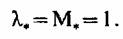 λ* = M* = 1.